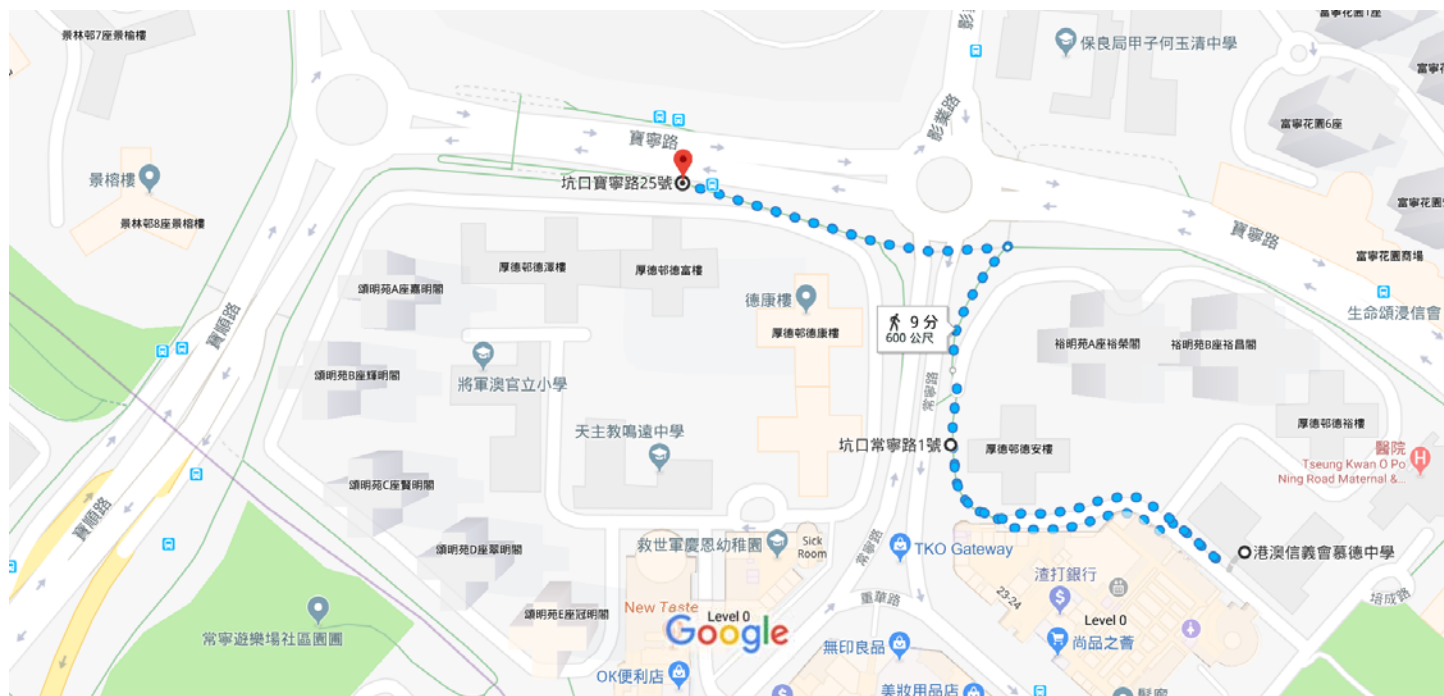 景林邨7座景榆樓
富寧花園1座
影業路
保良局甲子何玉清中學
富寧花園6座
寶寧路
坑口寶寧路25號
景榕樓
景林邨8座景榕樓
寶寧路
富寧花園商場
厚德邨德潭樓
厚德邨德富樓
頌明苑A座嘉明閣
德康樓
厚德邨德康樓
9 分
600 公尺
生命頌浸信會
裕明苑A座裕榮閣
裕明苑B座裕昌閣
寶順路
頌明苑B座輝明閣
將軍澳官立小學
常寧路
天主教鳴遠中學
坑口常寧路1號
厚德邨德安樓
厚德邨德裕樓
醫院
Tseung Kwan O Po
Ning Road Maternal &...
頌明苑C座賢明閣
寶順路
頌明苑D座翠明閣
救世軍慶恩幼稚園
Sick
Room
常寧路
TKO Gateway
港澳信義會慕德中學
渣打銀行
23-24
重華路
培成路
New Taste
Level 0
Level 0
頌明苑E座冠明閣
Google
常寧遊樂場社區園圃
無印良品
尚品之薈
OK便利店
美妝用品店